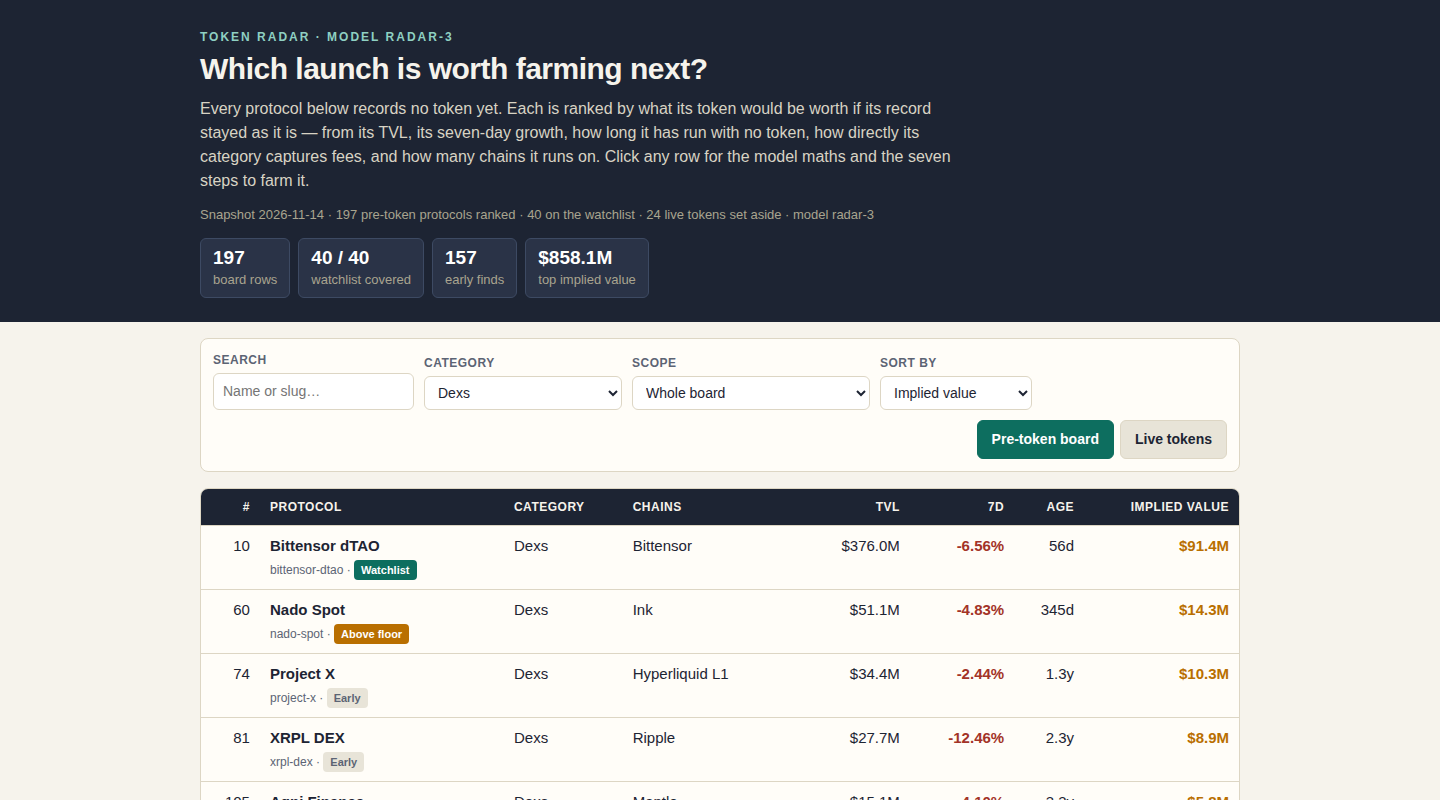 TOKEN RADAR · MODEL RADAR-3
Which launch is worth farming next?
Every protocol below records no token yet. Each is ranked by what its token would be worth if its record
stayed as it is — from its TVL, its seven-day growth, how long it has run with no token, how directly its
category captures fees, and how many chains it runs on. Click any row for the model maths and the seven
steps to farm it.
Snapshot 2026-11-14 · 197 pre-token protocols ranked · 40 on the watchlist · 24 live tokens set aside · model radar-3
197 40 / 40 157 $858.1M
board rows watchlist covered early finds top implied value
SEARCH CATEGORY SCOPE SORT BY
Name or slug… Dexs Whole board Implied value
Pre-token board Live tokens
# PROTOCOL CATEGORY CHAINS TVL 7D AGE IMPLIED VALUE
10 Bittensor dTAO Dexs Bittensor $376.0M -6.56% 56d $91.4M
bittensor-dtao · Watchlist
60 Nado Spot Dexs Ink $51.1M -4.83% 345d $14.3M
nado-spot · Above floor
74 Project X Dexs Hyperliquid L1 $34.4M -2.44% 1.3y $10.3M
project-x · Early
81 XRPL DEX Dexs Ripple $27.7M -12.46% 2.3y $8.9M
xrpl-dex · Early
Dexs Mantle